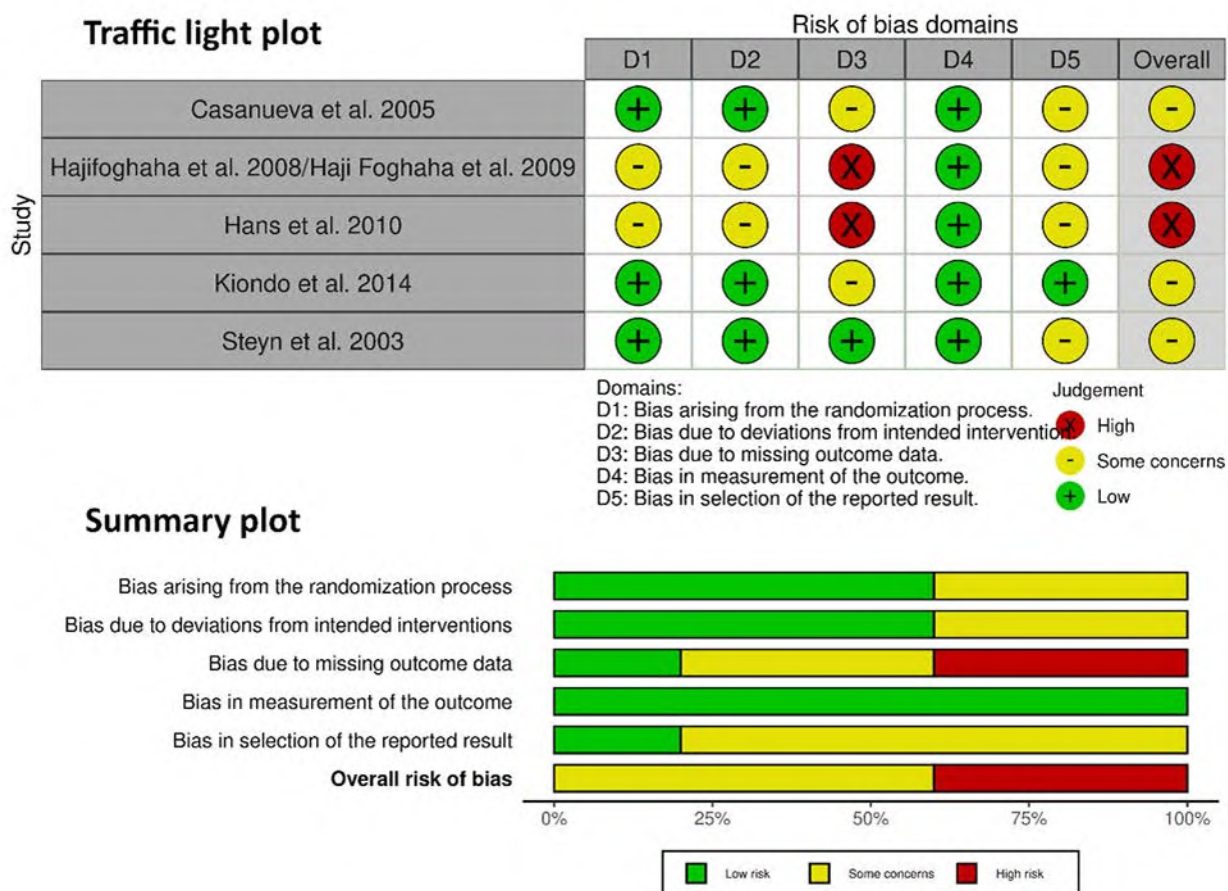 Traffic light plot
Risk of bias domains
D1 D2 D3 D4 D5 Overall
Study
Casanueva et al. 2005 + + - + - -
Hajifoghaha et al. 2008/Haji Foghaha et al. 2009 - - X + - X
Hans et al. 2010 - - X + - X
Kiondo et al. 2014 + + - + + -
Steyn et al. 2003 + + + + - -
Domains:
D1: Bias arising from the randomization process.
D2: Bias due to deviations from intended intervention.
D3: Bias due to missing outcome data.
D4: Bias in measurement of the outcome.
D5: Bias in selection of the reported result.
Judgement
X High
- Some concerns
+ Low
Summary plot
Bias arising from the randomization process
Bias due to deviations from intended interventions
Bias due to missing outcome data
Bias in measurement of the outcome
Bias in selection of the reported result
Overall risk of bias
0% 25% 50% 75% 100%
Low risk Some concerns High risk